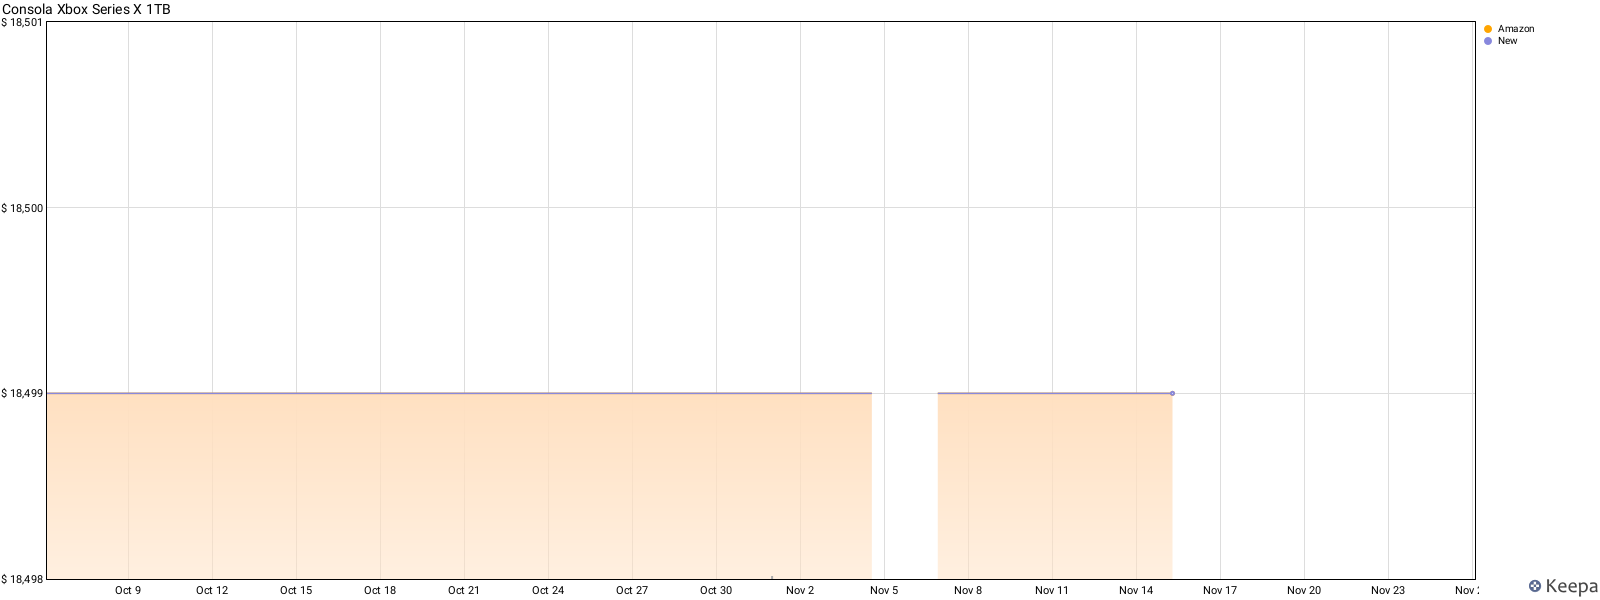 Consola Xbox Series X 1TB
$ 18,501
Amazon
New
$ 18,500
$ 18,499
$ 18,498
Oct 9 Oct 12 Oct 15 Oct 18 Oct 21 Oct 24 Oct 27 Oct 30 Nov 2 Nov 5 Nov 8 Nov 11 Nov 14 Nov 17 Nov 20 Nov 23 Nov
Keepa